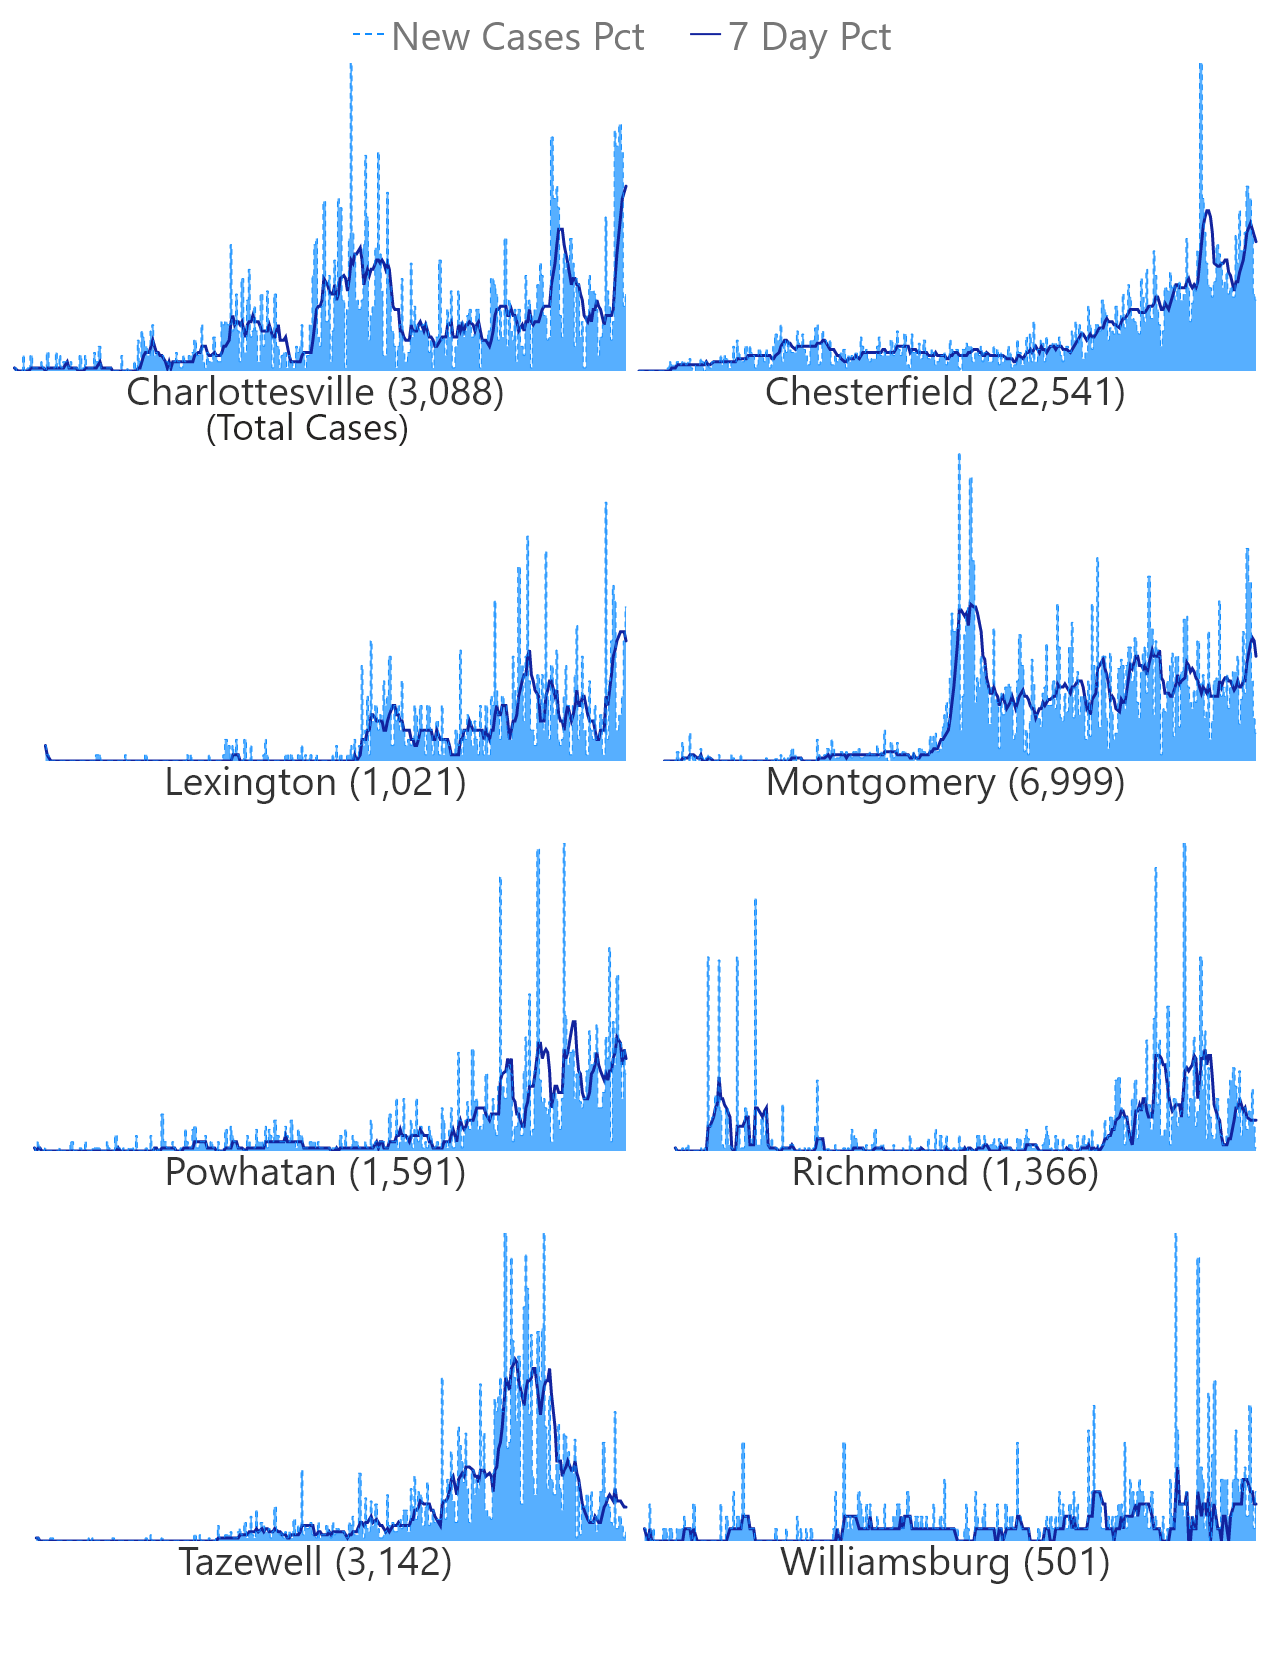 New Cases Pct 7 Day Pct
Charlottesville (3,088)
(Total Cases)
Chesterfield (22,541)
Lexington (1,021)
Montgomery (6,999)
Powhatan (1,591)
Richmond (1,366)
Tazewell (3,142)
Williamsburg (501)